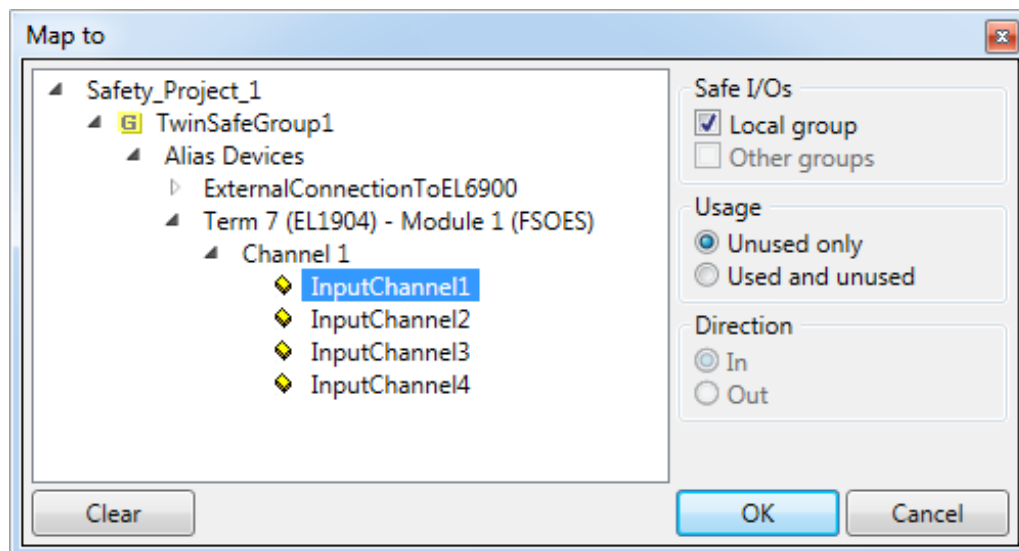 Map to
Safety_Project_1
G TwinSafeGroup1
Alias Devices
ExternalConnectionToEL6900
Term 7 (EL1904) - Module 1 (FSOES)
Channel 1
InputChannel1
InputChannel2
InputChannel3
InputChannel4
Safe I/Os
Local group
Other groups
Usage
Unused only
Used and unused
Direction
In
Out
Clear
OK
Cancel